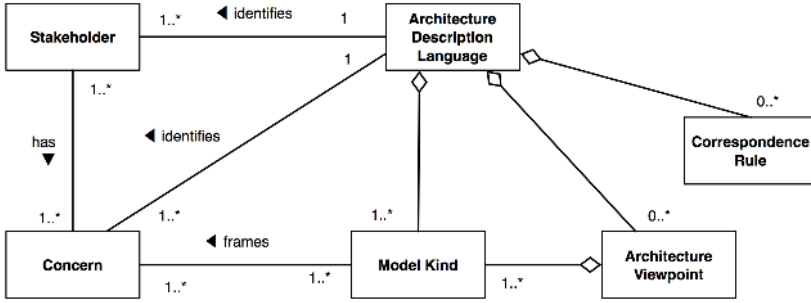 1..* ◀ identifies 1
Architecture
Description
Language
Stakeholder
1
1..*
0..*
has
▼
◀ identifies
Correspondence
Rule
1..*
1..*
1..*
0..*
◀ frames
Concern
Model Kind
Architecture
Viewpoint
1..*
1..*
1..*